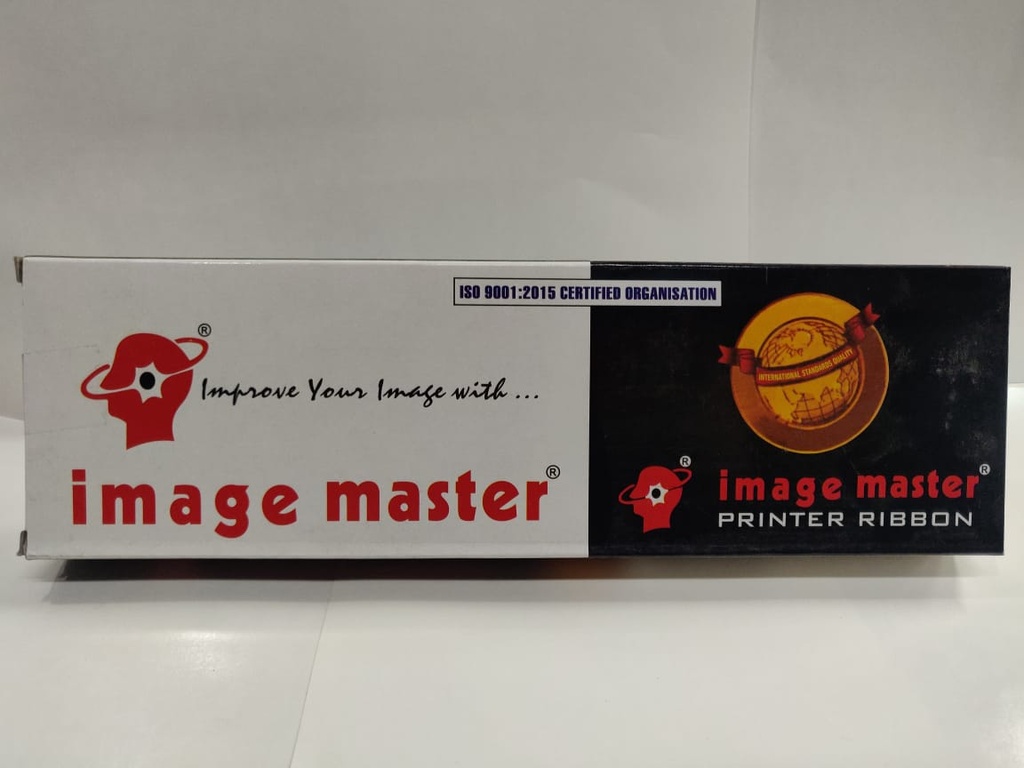 ISO 9001:2015 CERTIFIED ORGANISATION
®
Improve Your Image with ...
image master®
INTERNATIONAL STANDARDS QUALITY
®
image master®
PRINTER RIBBON